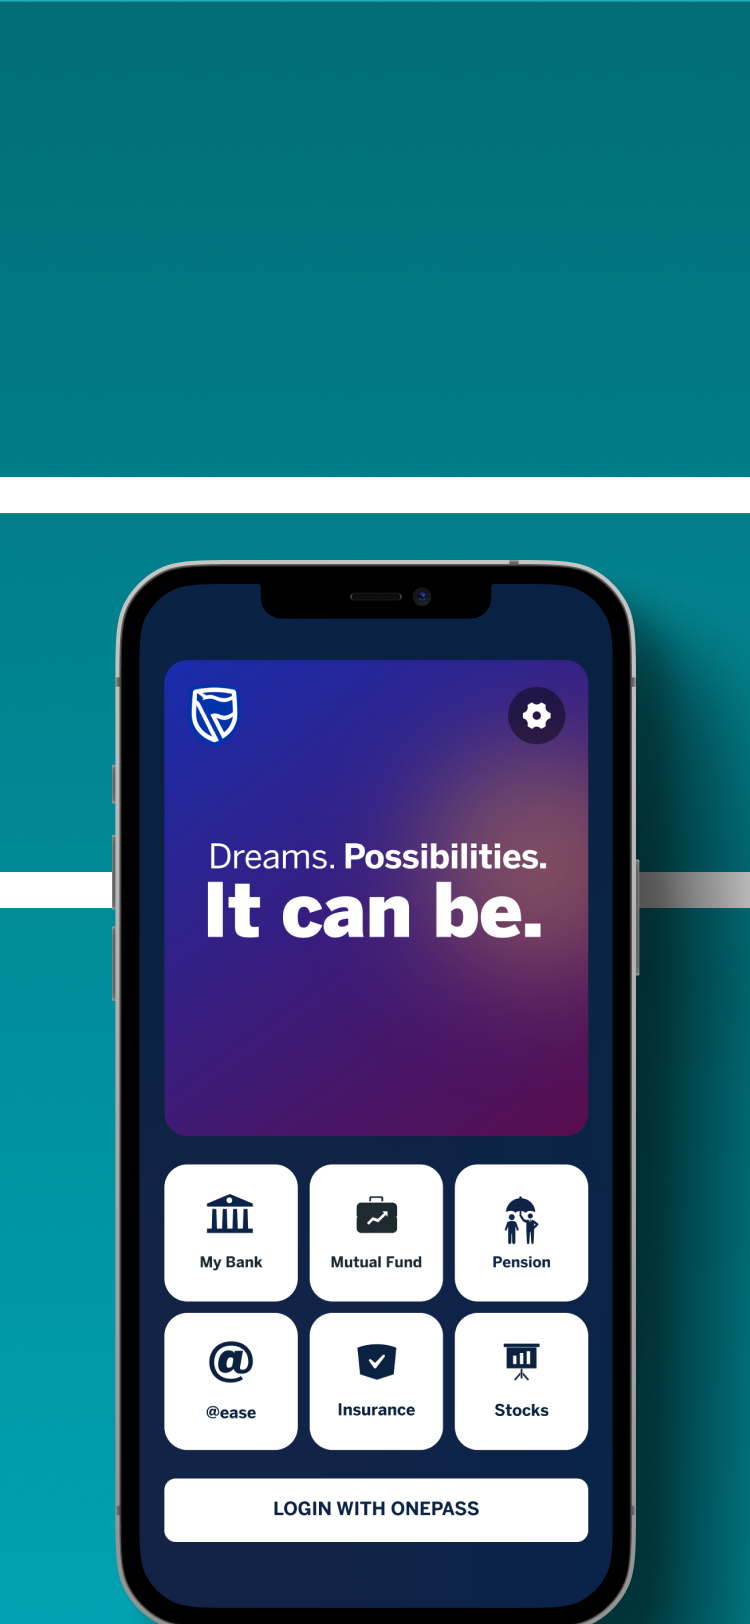 Dreams. Possibilities.
It can be.
My Bank
Mutual Fund
Pension
@ease
Insurance
Stocks
LOGIN WITH ONEPASS